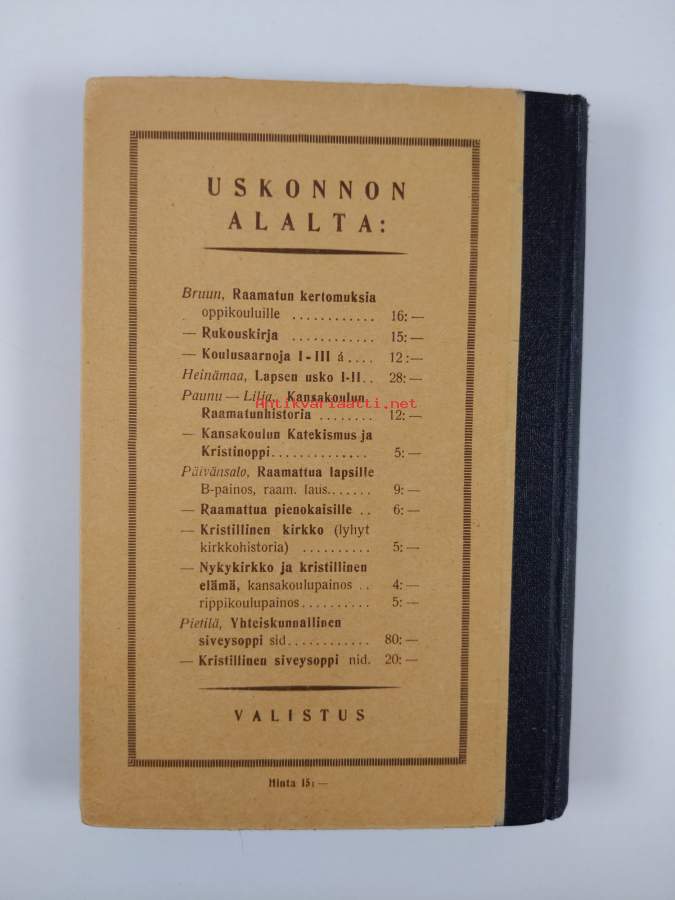 USKONNON
ALALTA:
Bruun, Raamatun kertomuksia
oppikouluille ............ 16: —
— Rukouskirja ............ 15: —
— Koulusaarnoja I - III á .... 12 : —
Heinämaa, Lapsen usko I-II .. 28: —
Paunu — Lilja, Kansakoulun
Antikvariaatti.net
Raamatunhistoria ........ 12: —
— Kansakoulun Katekismus ja
Kristinoppi .............. 5: —
Päivänsalo, Raamattua lapsille
B-painos, raam. laus. ...... 9: —
— Raamattua pienokaisille .. 6: —
— Kristillinen kirkko (lyhyt
kirkkohistoria) .......... 5: —
— Nykykirkko ja kristillinen
elämä, kansakoulupainos .. 4: —
rippikoulupainos .......... 5: —
Pietilä, Yhteiskunnallinen
siveysoppi sid ............ 80: —
— Kristillinen siveysoppi nid. 20: —
VALISTUS
Hinta 15: —